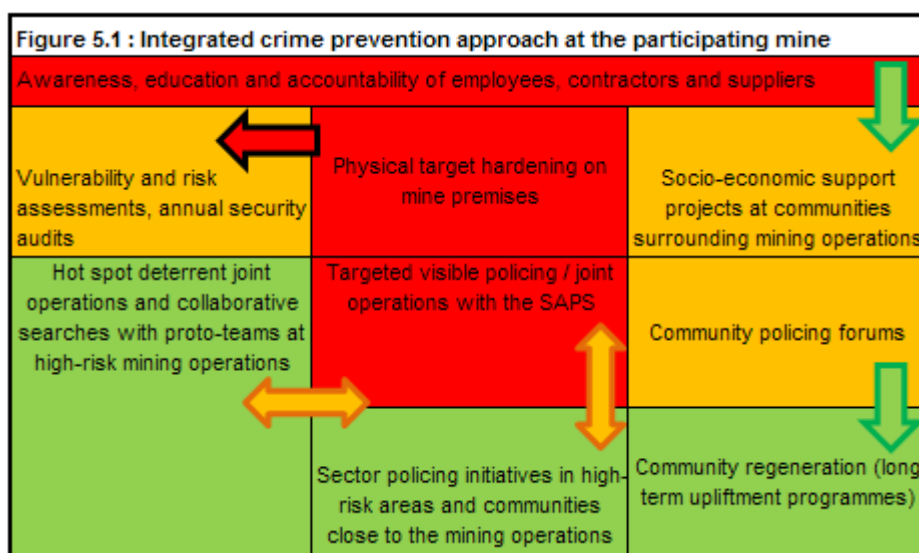 Figure 5.1 : Integrated crime prevention approach at the participating mine
Awareness, education and accountability of employees, contractors and suppliers
Vulnerability and risk
assessments, annual security
audits
Physical target hardening on
mine premises
Socio-economic support
projects at communities
surrounding mining operations
Hot spot deterrent joint
operations and collaborative
searches with proto-teams at
high-risk mining operations
Targeted visible policing / joint
operations with the SAPS
Community policing forums
Sector policing initiatives in high-
risk areas and communities
close to the mining operations
Community regeneration (long
term upliftment programmes)